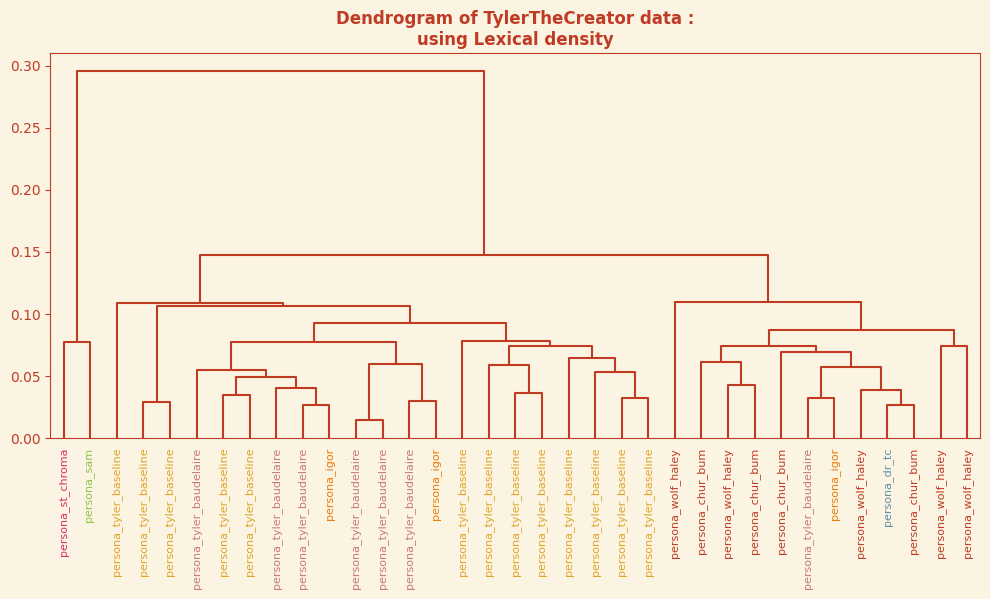 Dendrogram of TylerTheCreator data :
using Lexical density
0.30
0.25
0.20
0.15
0.10
0.05
0.00
persona_st_chroma
persona_sam
persona_tyler_baseline
persona_tyler_baseline
persona_tyler_baseline
persona_tyler_baudelaire
persona_tyler_baseline
persona_tyler_baseline
persona_tyler_baudelaire
persona_tyler_baudelaire
persona_igor
persona_tyler_baudelaire
persona_tyler_baudelaire
persona_tyler_baudelaire
persona_igor
persona_tyler_baseline
persona_tyler_baseline
persona_tyler_baseline
persona_tyler_baseline
persona_tyler_baseline
persona_tyler_baseline
persona_tyler_baseline
persona_tyler_baseline
persona_wolf_haley
persona_chur_bum
persona_wolf_haley
persona_chur_bum
persona_chur_bum
persona_tyler_baudelaire
persona_igor
persona_wolf_haley
persona_dr_tc
persona_chur_bum
persona_wolf_haley
persona_wolf_haley